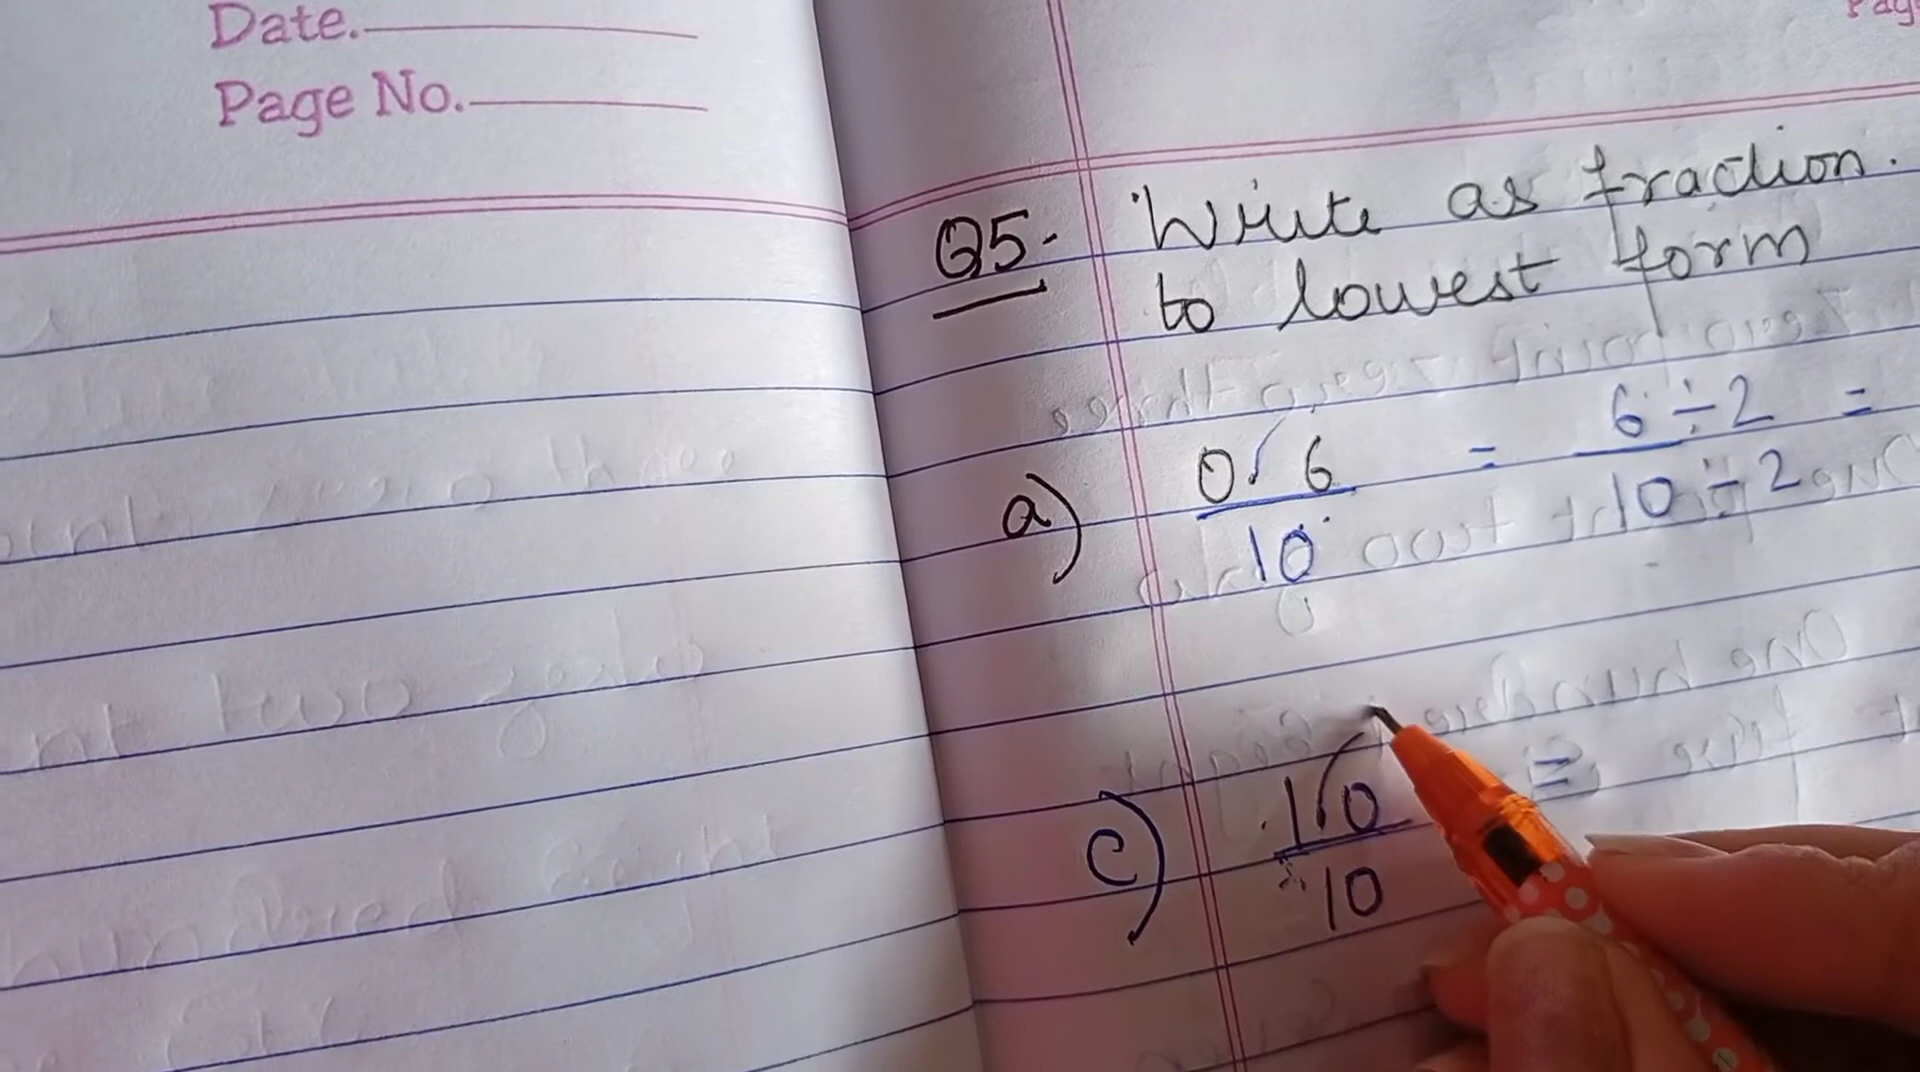 Date.
Page No.
Pag
Q5. Write as fraction.
to lowest form
a) 0.6 = 6 ÷ 2 =
10 10 ÷ 2
c) 1.0 =
10